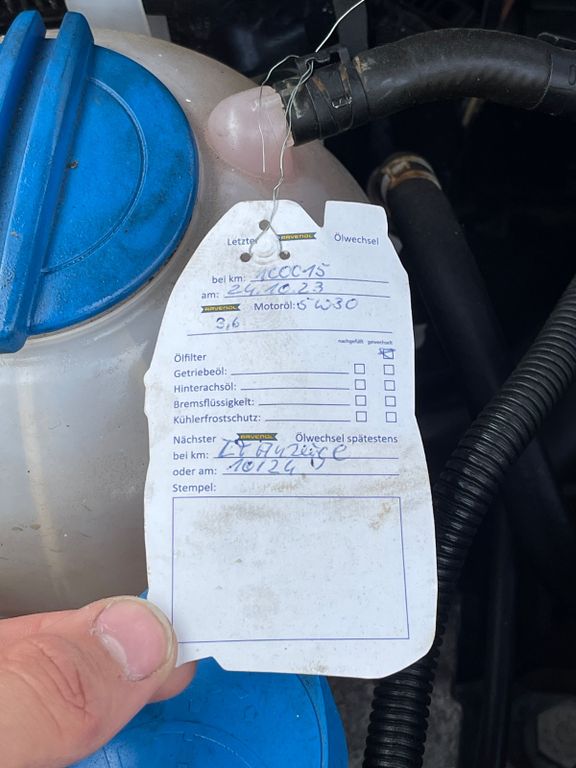 Letzter RAVENOL Ölwechsel
bei km: 100015
am: 24.10.23
RAVENOL Motoröl: 5W30
3,6
nachgefüllt gewechselt
Ölfilter
Getriebeöl:
Hinterachsöl:
Bremsflüssigkeit:
Kühlerfrostschutz:
Nächster RAVENOL Ölwechsel spätestens
bei km: Lt Anzeige
oder am: 10/24
Stempel: